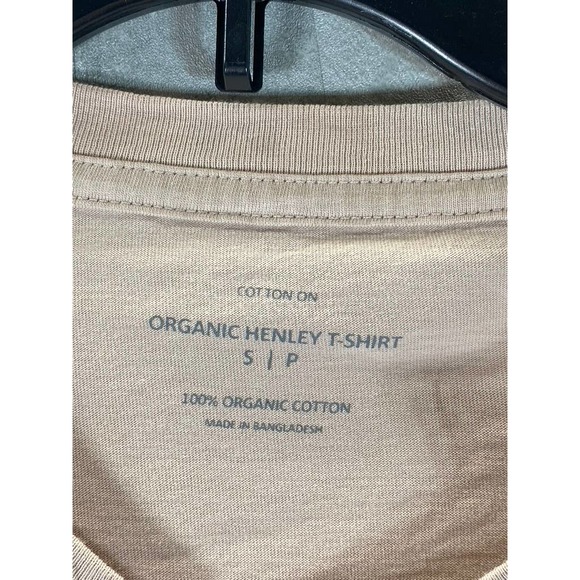 COTTON ON
ORGANIC HENLEY T-SHIRT
S | P
100% ORGANIC COTTON
MADE IN BANGLADESH